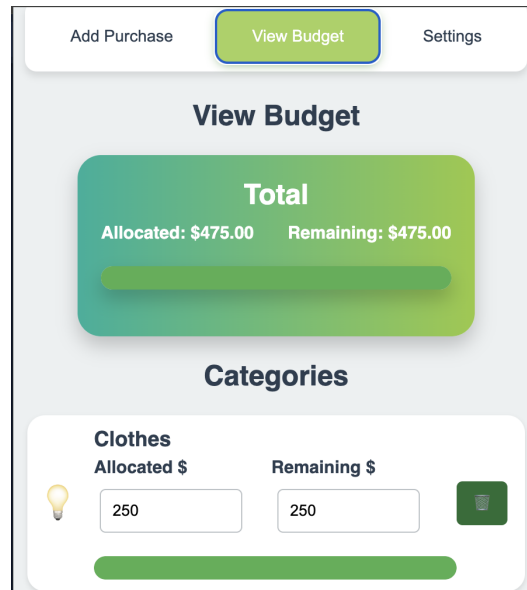 Add Purchase View Budget Settings
View Budget
Total
Allocated: $475.00 Remaining: $475.00
Categories
Clothes
Allocated $ Remaining $
250 250